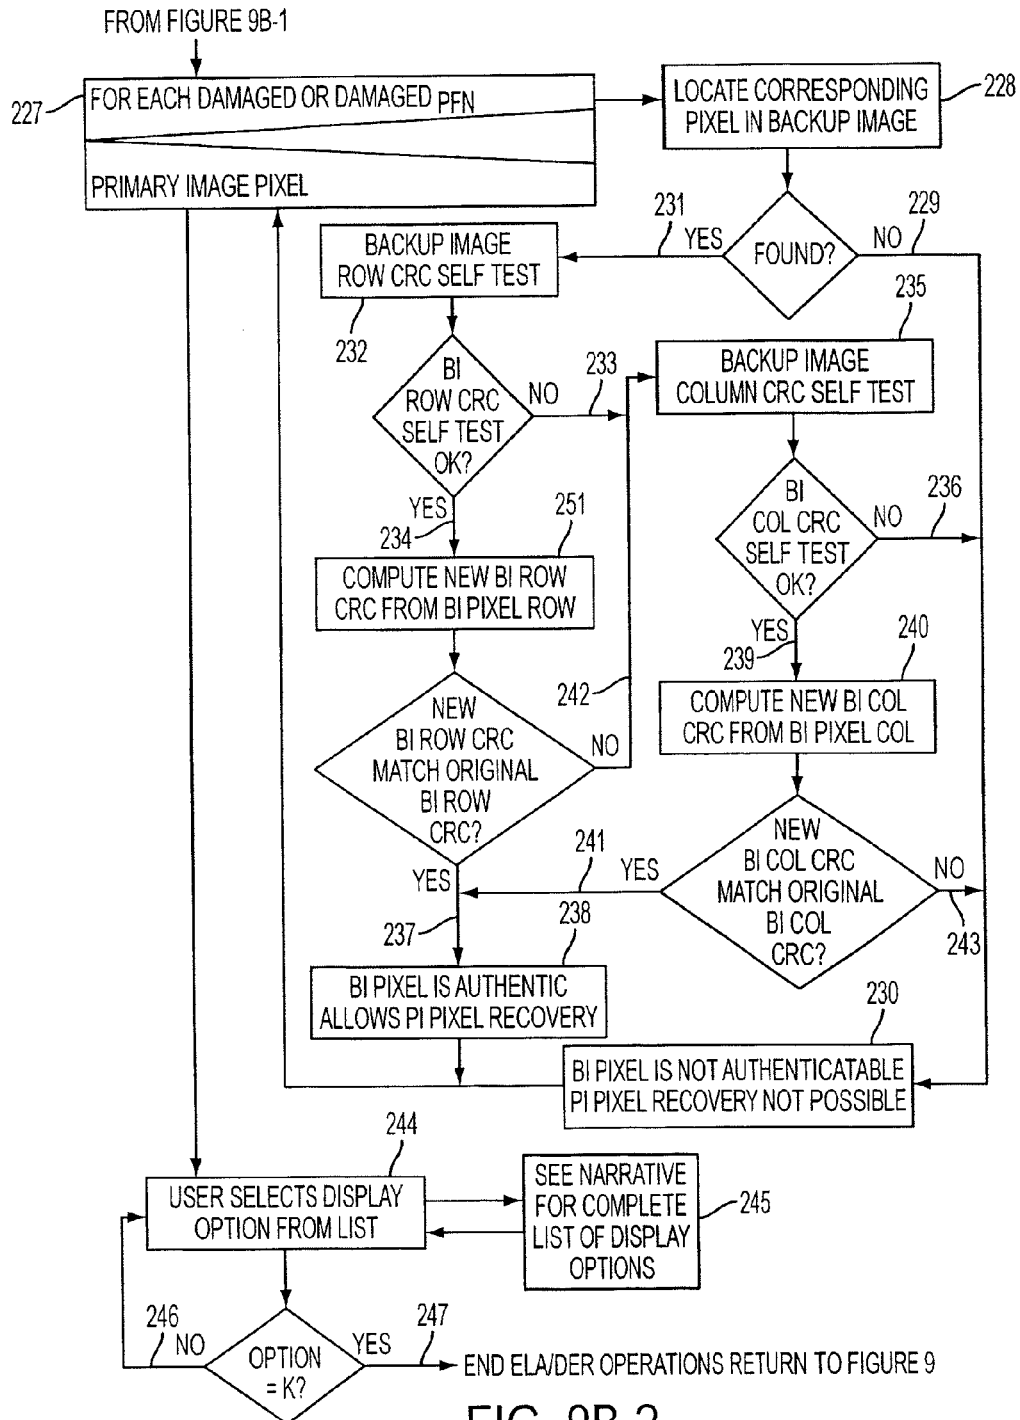 FROM FIGURE 9B-1
227
FOR EACH DAMAGED OR DAMAGED PFN
PRIMARY IMAGE PIXEL
LOCATE CORRESPONDING
PIXEL IN BACKUP IMAGE
228
231
YES
FOUND?
NO
229
BACKUP IMAGE
ROW CRC SELF TEST
232
235
BACKUP IMAGE
COLUMN CRC SELF TEST
BI
ROW CRC
SELF TEST
OK?
NO
233
YES
234
251
BI
COL CRC
SELF TEST
OK?
NO
236
COMPUTE NEW BI ROW
CRC FROM BI PIXEL ROW
YES
239
240
242
COMPUTE NEW BI COL
CRC FROM BI PIXEL COL
NEW
BI ROW CRC
MATCH ORIGINAL
BI ROW
CRC?
NO
NEW
BI COL CRC
MATCH ORIGINAL
BI COL
CRC?
241
YES
NO
243
YES
237
238
BI PIXEL IS AUTHENTIC
ALLOWS PI PIXEL RECOVERY
230
BI PIXEL IS NOT AUTHENTICATABLE
PI PIXEL RECOVERY NOT POSSIBLE
244
USER SELECTS DISPLAY
OPTION FROM LIST
SEE NARRATIVE
FOR COMPLETE
LIST OF DISPLAY
OPTIONS
245
246
NO
OPTION
= K?
YES
247
END ELA/DER OPERATIONS RETURN TO FIGURE 9
FIG. 9B-2